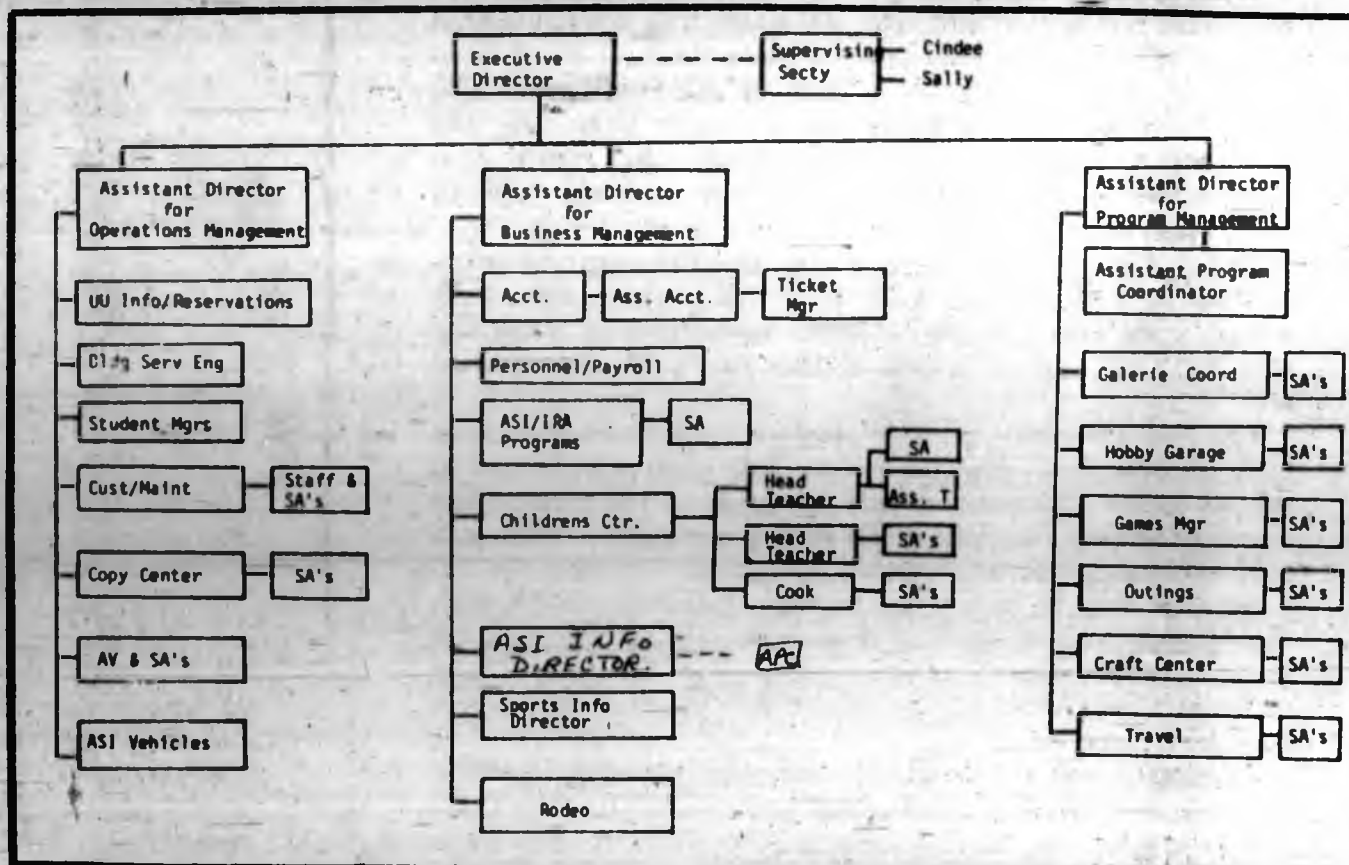 Executive
Director
Supervising
Secty
Cindee
Sally
Assistant Director
for
Operations Management
UU Info/Reservations
Serv Eng
Student Mgrs
Cust/Maint
Staff &
SA's
Copy Center
SA's
AV & SA's
ASI Vehicles
Assistant Director
for
Business Management
Acct.
Ass. Acct.
Ticket
Mgr
Personnel/Payroll
ASI/IRA
Programs
SA
Childrens Ctr.
Head
Teacher
SA
Ass. T
Head
Teacher
SA's
Cook
SA's
ASI INFO
DIRECTOR.
APC
Sports Info
Director
Rodeo
Assistant Director
for
Program Management
Assistant Program
Coordinator
Galerie Coord
SA's
Hobby Garage
SA's
Games Mgr
SA's
Outings
SA's
Craft Center
SA's
Travel
SA's